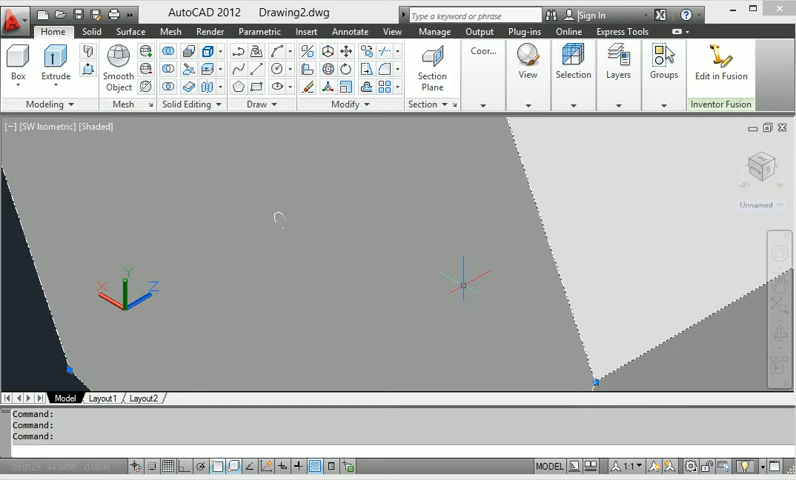 AutoCAD 2012 Drawing2.dwg
Type a keyword or phrase
Sign In
Home Solid Surface Mesh Render Parametric Insert Annotate View Manage Output Plug-ins Online Express Tools
Box
Extrude
Smooth
Object
Section
Plane
Coor...
View
Selection
Layers
Groups
Edit in Fusion
Modeling Mesh Solid Editing Draw Modify Section Inventor Fusion
[−] [SW Isometric] [Shaded]
Unnamed
X Y Z
Model Layout1 Layout2
Command:
Command:
Command:
MODEL
1:1